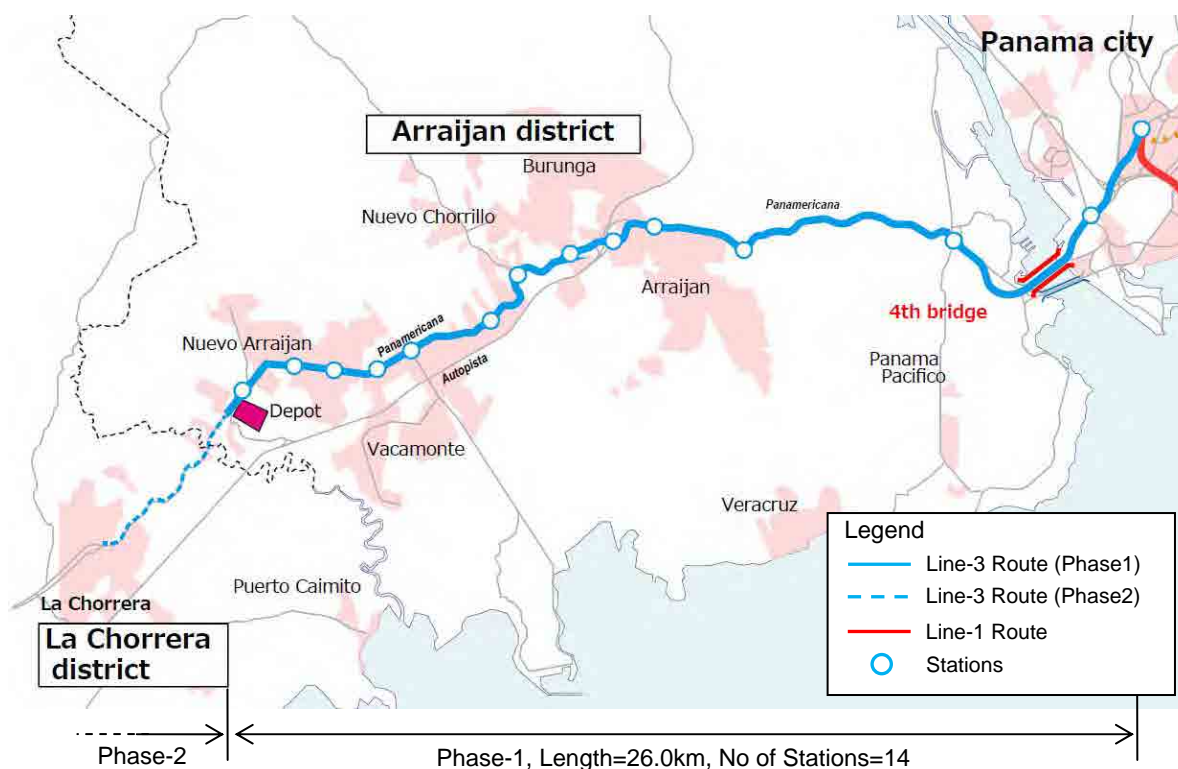 Panama city
Arraijan district
Burunga
Nuevo Chorrillo
Panamericana
Arraijan
4th bridge
Nuevo Arraijan
Panamericana
Autopista
Panama
Pacifico
Depot
Vacamonte
Veracruz
Puerto Caimito
La Chorrera
La Chorrera
district
Legend
Line-3 Route (Phase1)
Line-3 Route (Phase2)
Line-1 Route
Stations
Phase-2
Phase-1, Length=26.0km, No of Stations=14